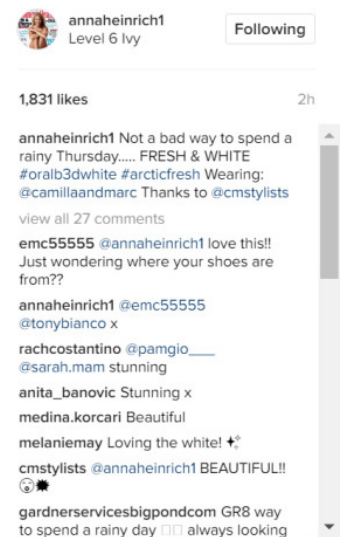 annaheinrich1
Level 6 Ivy
Following
1,831 likes
2h
annaheinrich1 Not a bad way to spend a
rainy Thursday..... FRESH & WHITE
#oralb3dwhite #arcticfresh Wearing:
@camillaandmarc Thanks to @cmstylists
view all 27 comments
emc55555 @annaheinrich1 love this!!
Just wondering where your shoes are
from??
annaheinrich1 @emc55555
@tonybianco x
rachcostantino @pamgio___
@sarah.mam stunning
anita_banovic Stunning x
medina.korcari Beautiful
melaniemay Loving the white! ✨
cmstylists @annaheinrich1 BEAUTIFUL!!
gardnerservicesbigpondcom GR8 way
to spend a rainy day □□ always looking